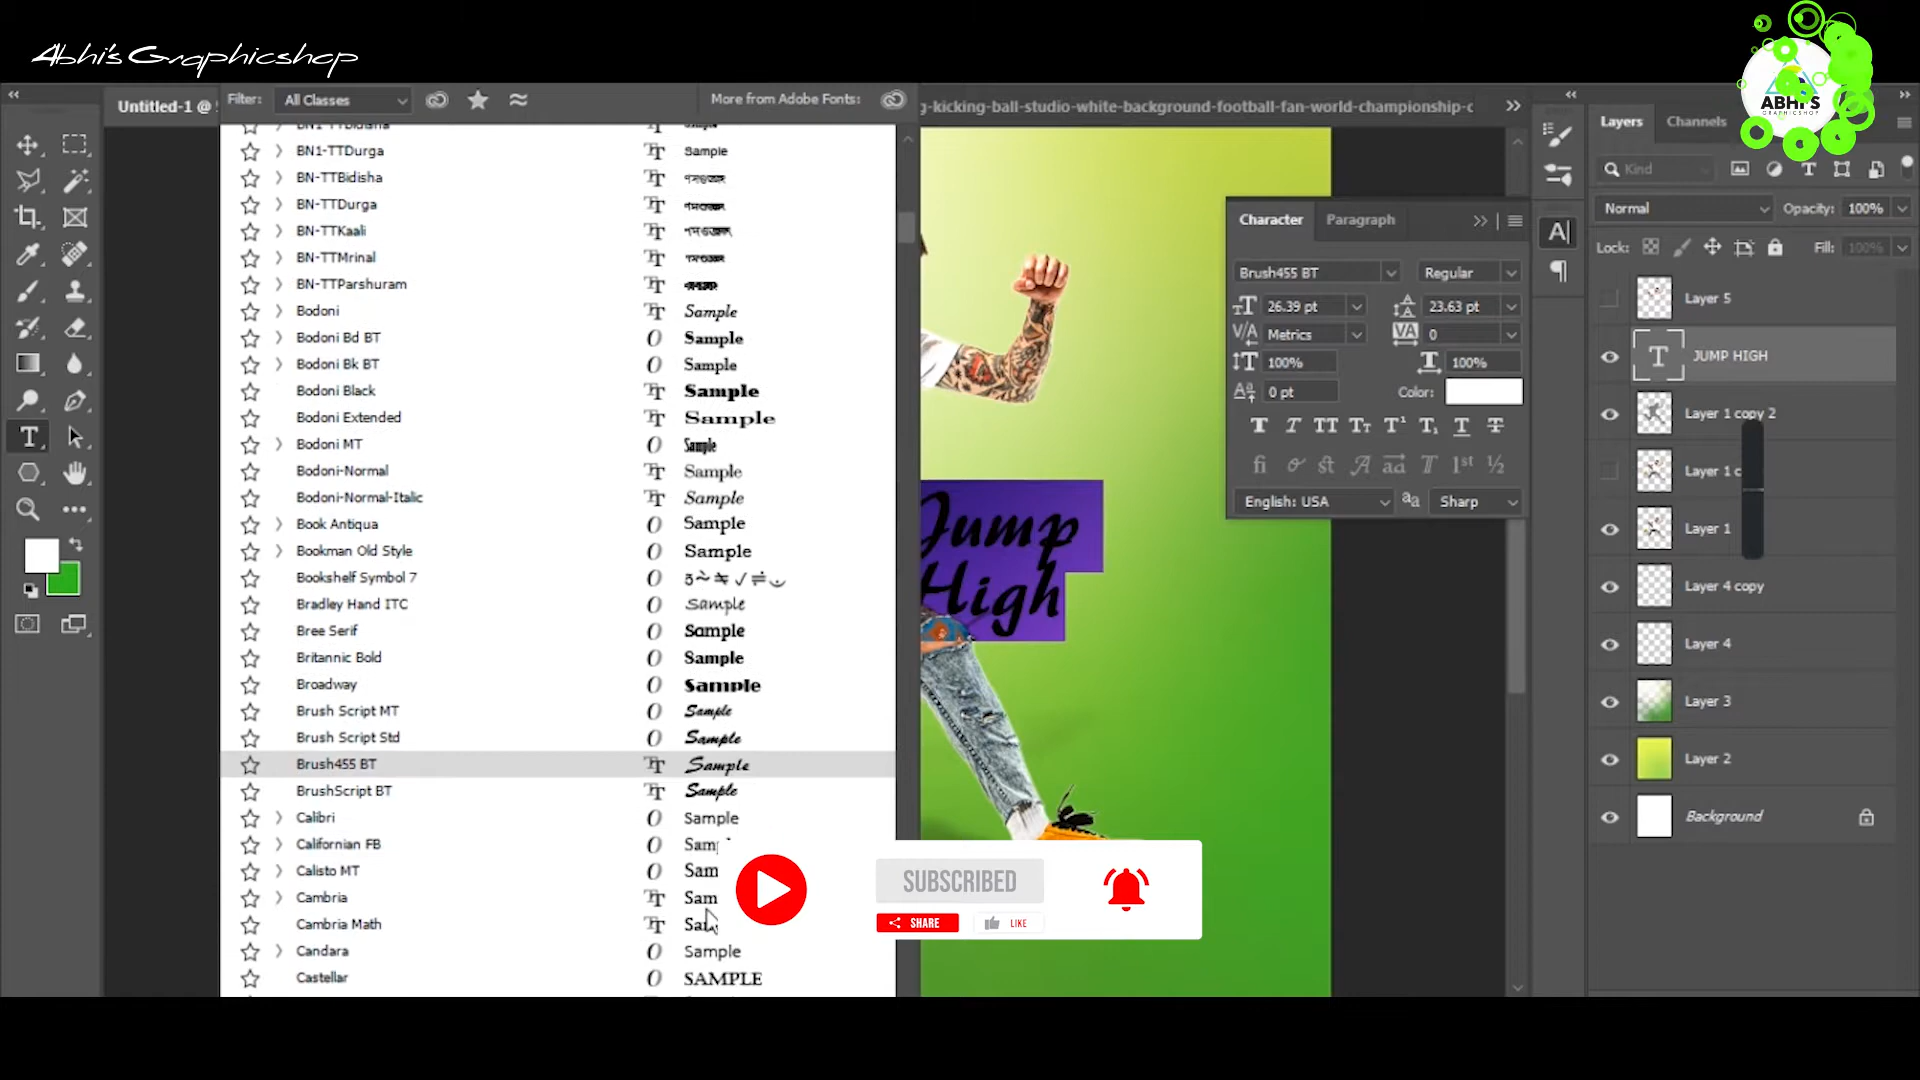 Abhi's Graphicshop
ABHI'S
GRAPHICSHOP
Untitled-1 @
Filter: All Classes
More from Adobe Fonts:
g-kicking-ball-studio-white-background-football-fan-world-championship-c
BN1-TTBidisha Sample
BN1-TTDurga Sample
BN-TTBidisha
BN-TTDurga
BN-TTKaali
BN-TTMrinal
BN-TTParshuram
Bodoni Sample
Bodoni Bd BT Sample
Bodoni Bk BT Sample
Bodoni Black Sample
Bodoni Extended Sample
Bodoni MT Sample
Bodoni-Normal Sample
Bodoni-Normal-Italic Sample
Book Antiqua Sample
Bookman Old Style Sample
Bookshelf Symbol 7
Bradley Hand ITC Sample
Bree Serif Sample
Britannic Bold Sample
Broadway Sample
Brush Script MT Sample
Brush Script Std Sample
Brush455 BT Sample
BrushScript BT Sample
Calibri Sample
Californian FB Sam
Calisto MT Sam
Cambria Sam
Cambria Math Sa
Candara Sample
Castellar SAMPLE
Jump
High
Character Paragraph
Brush455 BT Regular
26.39 pt 23.63 pt
Metrics 0
100% 100%
0 pt Color:
English: USA Sharp
Layers Channels
Kind
Normal Opacity: 100%
Lock: Fill: 100%
Layer 5
JUMP HIGH
Layer 1 copy 2
Layer 1 c
Layer 1
Layer 4 copy
Layer 4
Layer 3
Layer 2
Background
SUBSCRIBED
SHARE LIKE